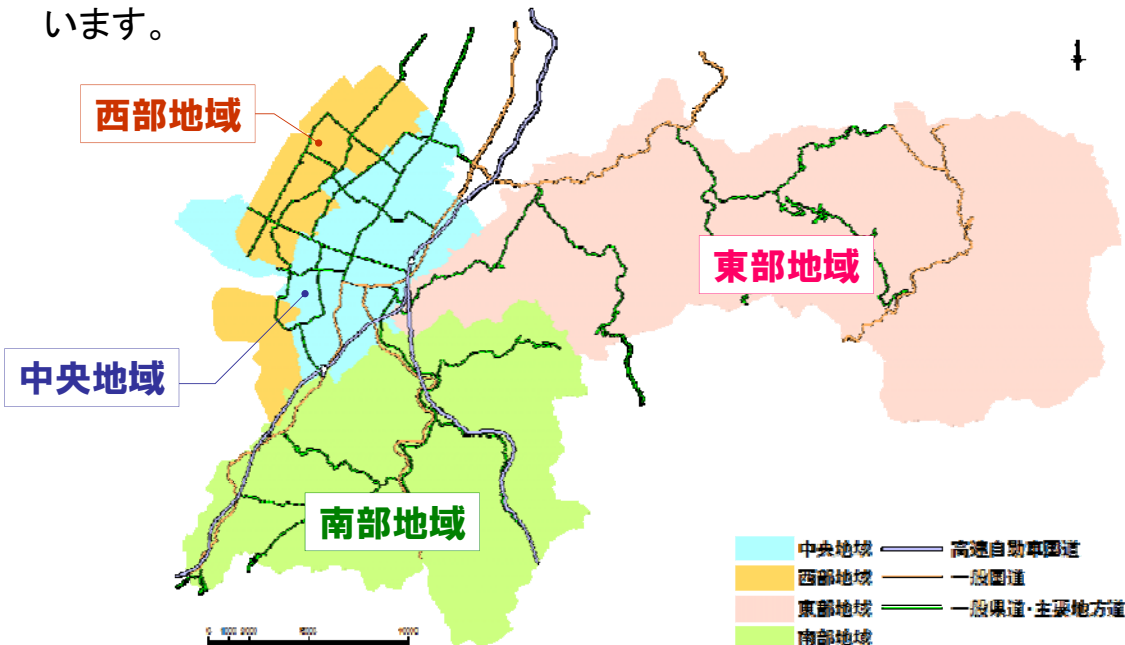 います。
西部地域
東部地域
中央地域
南部地域
中央地域 高速自動車国道
西部地域 一般国道
東部地域 一般県道・主要地方道
南部地域